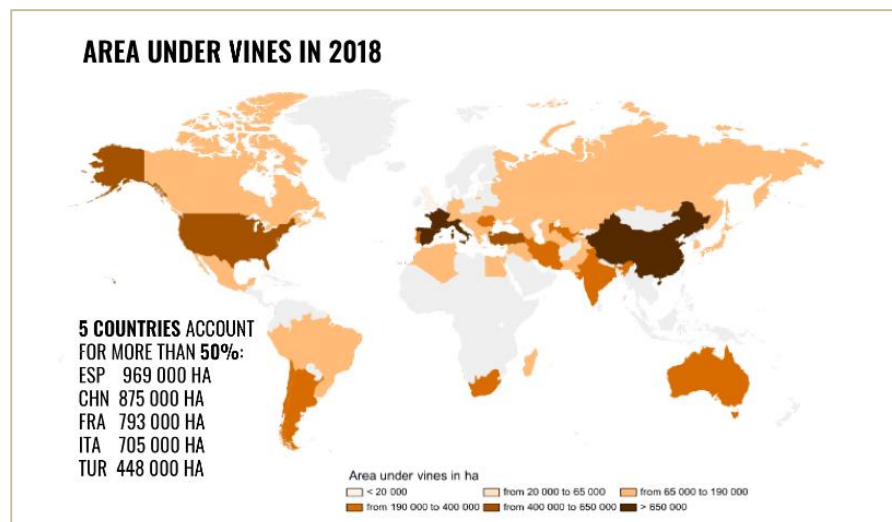 AREA UNDER VINES IN 2018
5 COUNTRIES ACCOUNT
FOR MORE THAN 50%:
ESP 969 000 HA
CHN 875 000 HA
FRA 793 000 HA
ITA 705 000 HA
TUR 448 000 HA
Area under vines in ha
< 20 000 from 20 000 to 65 000 from 65 000 to 190 000
from 190 000 to 400 000 from 400 000 to 650 000 > 650 000